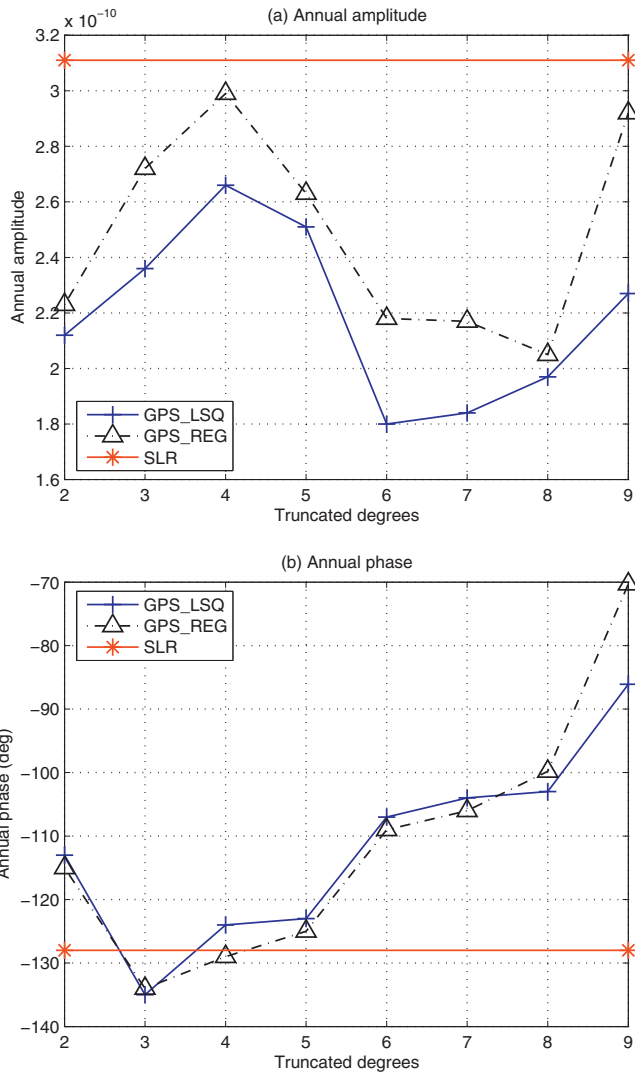 (a) Annual amplitude
x 10⁻¹⁰
3.2
3
2.8
2.6
2.4
2.2
2
1.8
1.6
Annual amplitude
GPS_LSQ
GPS_REG
SLR
2 3 4 5 6 7 8 9
Truncated degrees
(b) Annual phase
−70
−80
−90
−100
−110
−120
−130
−140
Annual phase (deg)
GPS_LSQ
GPS_REG
SLR
2 3 4 5 6 7 8 9
Truncated degrees